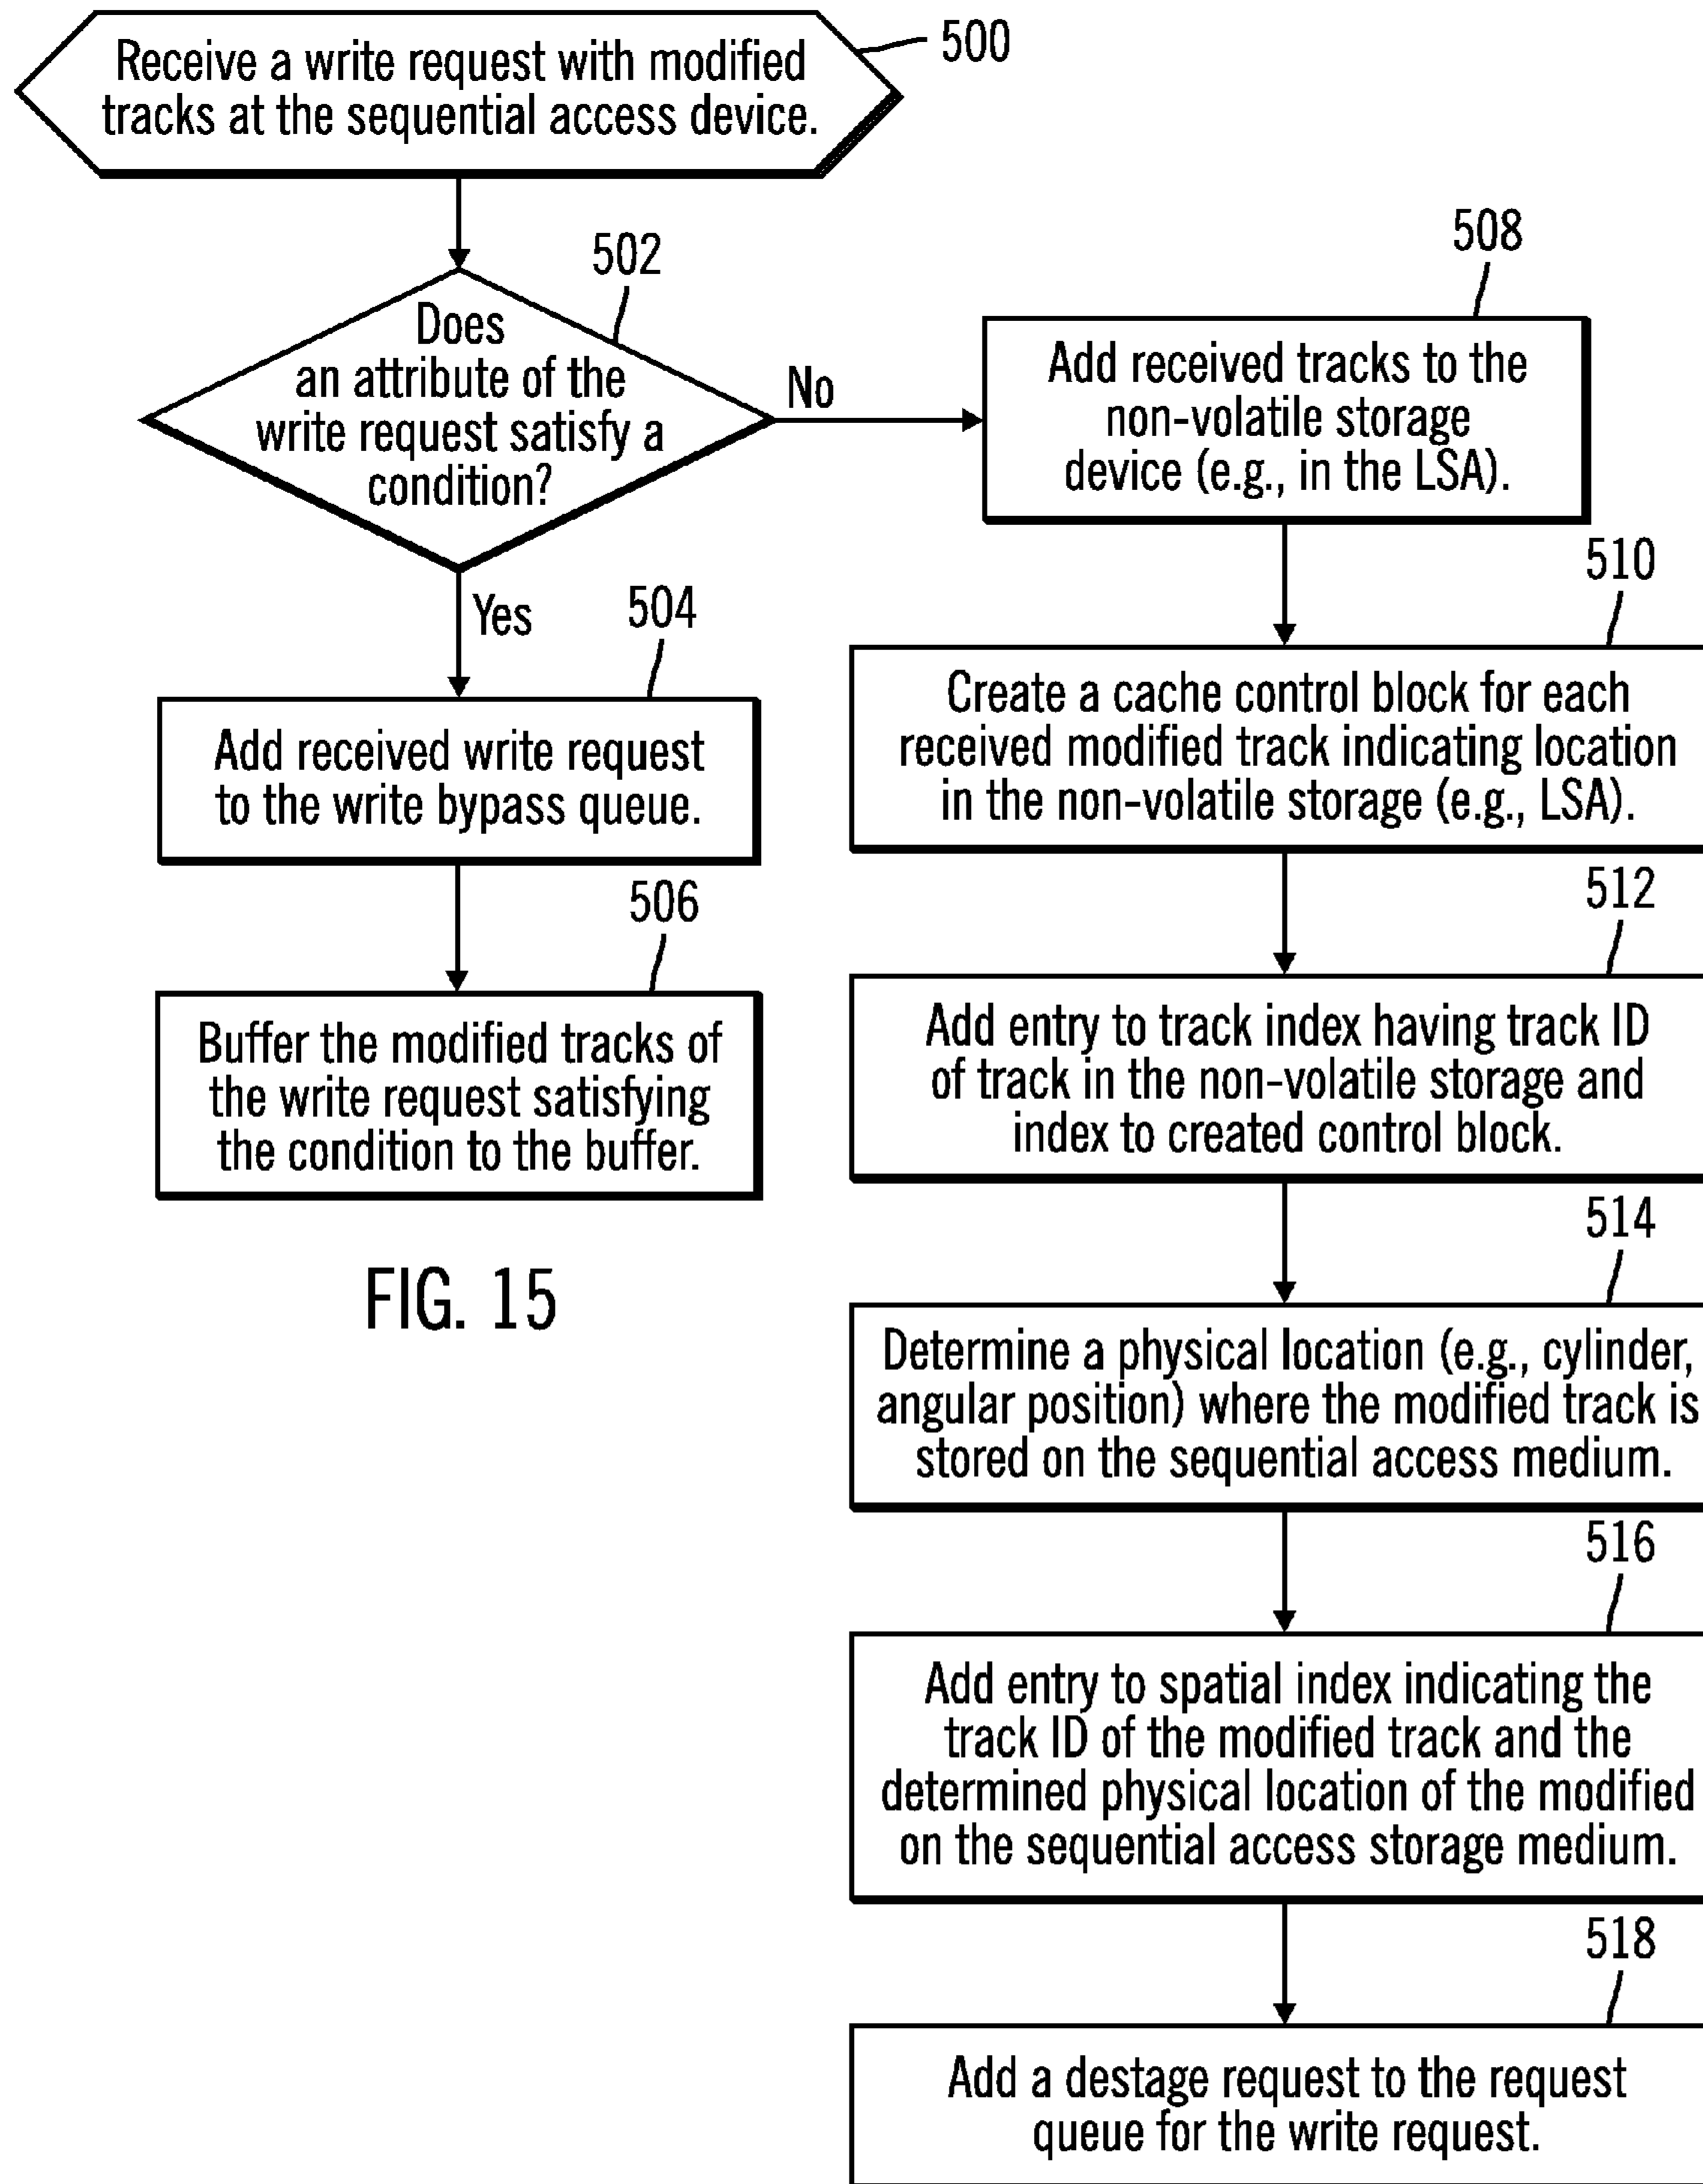 Receive a write request with modified
tracks at the sequential access device.
500
502
Does
an attribute of the
write request satisfy a
condition?
No
Yes
504
Add received write request
to the write bypass queue.
506
Buffer the modified tracks of
the write request satisfying
the condition to the buffer.
FIG. 15
508
Add received tracks to the
non-volatile storage
device (e.g., in the LSA).
510
Create a cache control block for each
received modified track indicating location
in the non-volatile storage (e.g., LSA).
512
Add entry to track index having track ID
of track in the non-volatile storage and
index to created control block.
514
Determine a physical location (e.g., cylinder,
angular position) where the modified track is
stored on the sequential access medium.
516
Add entry to spatial index indicating the
track ID of the modified track and the
determined physical location of the modified
on the sequential access storage medium.
518
Add a destage request to the request
queue for the write request.